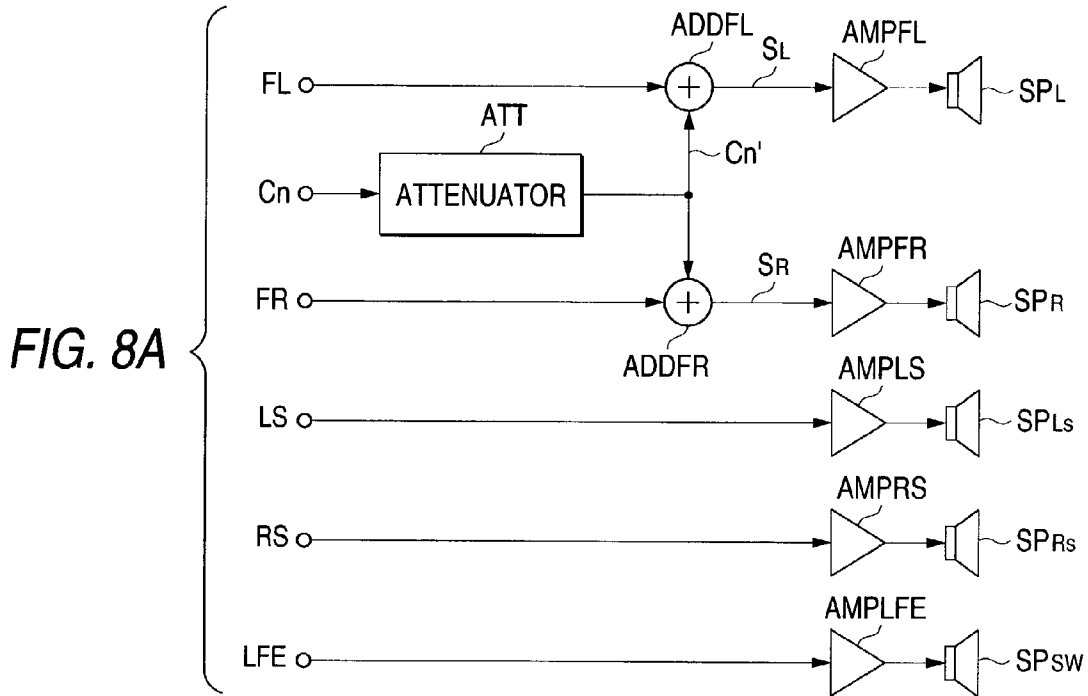 FIG. 8A
ADDFL
SL
AMPFL
FL
+
SPL
ATT
Cn'
Cn
ATTENUATOR
SR
AMPFR
FR
+
SPR
ADDFR
AMPLS
LS
SPLS
AMPRS
RS
SPRS
AMPLFE
LFE
SPSW